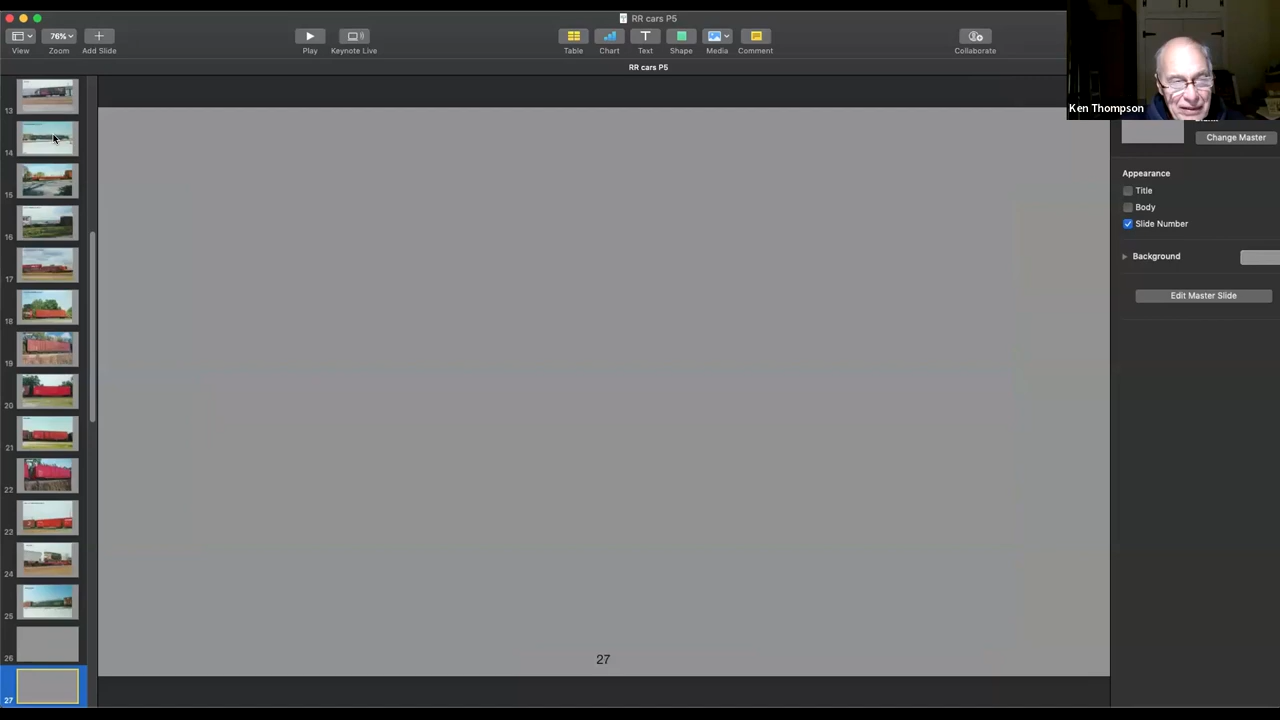 RR cars P5
76%
View
Zoom
Add Slide
Play
Keynote Live
Table
Chart
Text
Shape
Media
Comment
Collaborate
RR cars P5
Ken Thompson
Change Master
Appearance
Title
Body
Slide Number
Background
Edit Master Slide
13
14
15
16
17
18
19
20
21
22
23
24
25
26
27
27